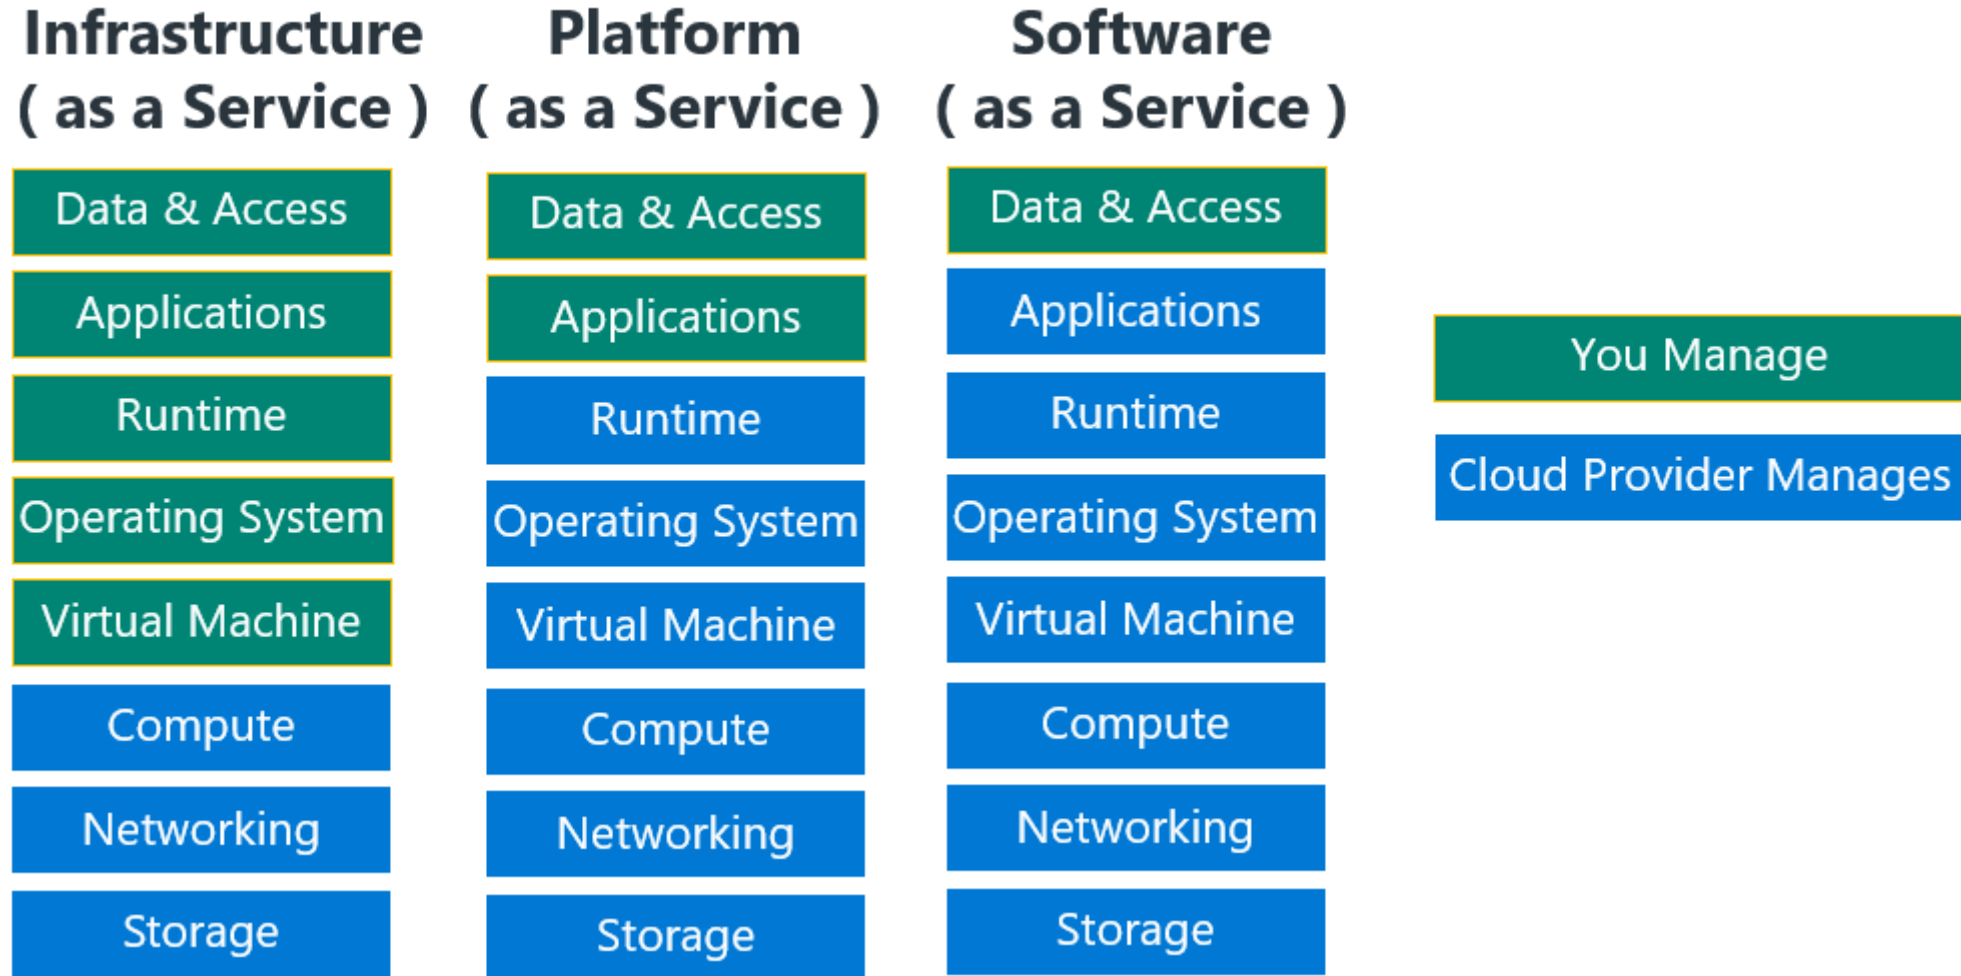 Infrastructure
( as a Service )
Data & Access
Applications
Runtime
Operating System
Virtual Machine
Compute
Networking
Storage
Platform
( as a Service )
Data & Access
Applications
Runtime
Operating System
Virtual Machine
Compute
Networking
Storage
Software
( as a Service )
Data & Access
Applications
Runtime
Operating System
Virtual Machine
Compute
Networking
Storage
You Manage
Cloud Provider Manages